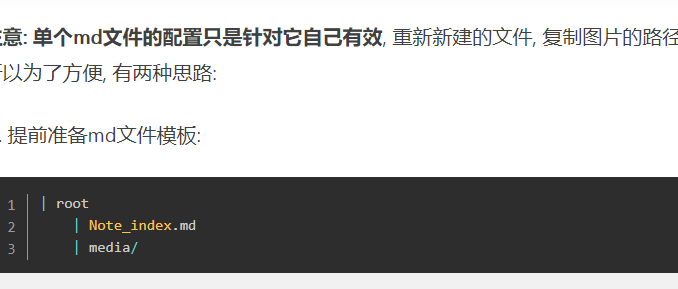 意: 单个md文件的配置只是针对它自己有效, 重新新建的文件, 复制图片的路径
以为了方便, 有两种思路:
. 提前准备md文件模板:
1 | root
2 | Note_index.md
3 | media/